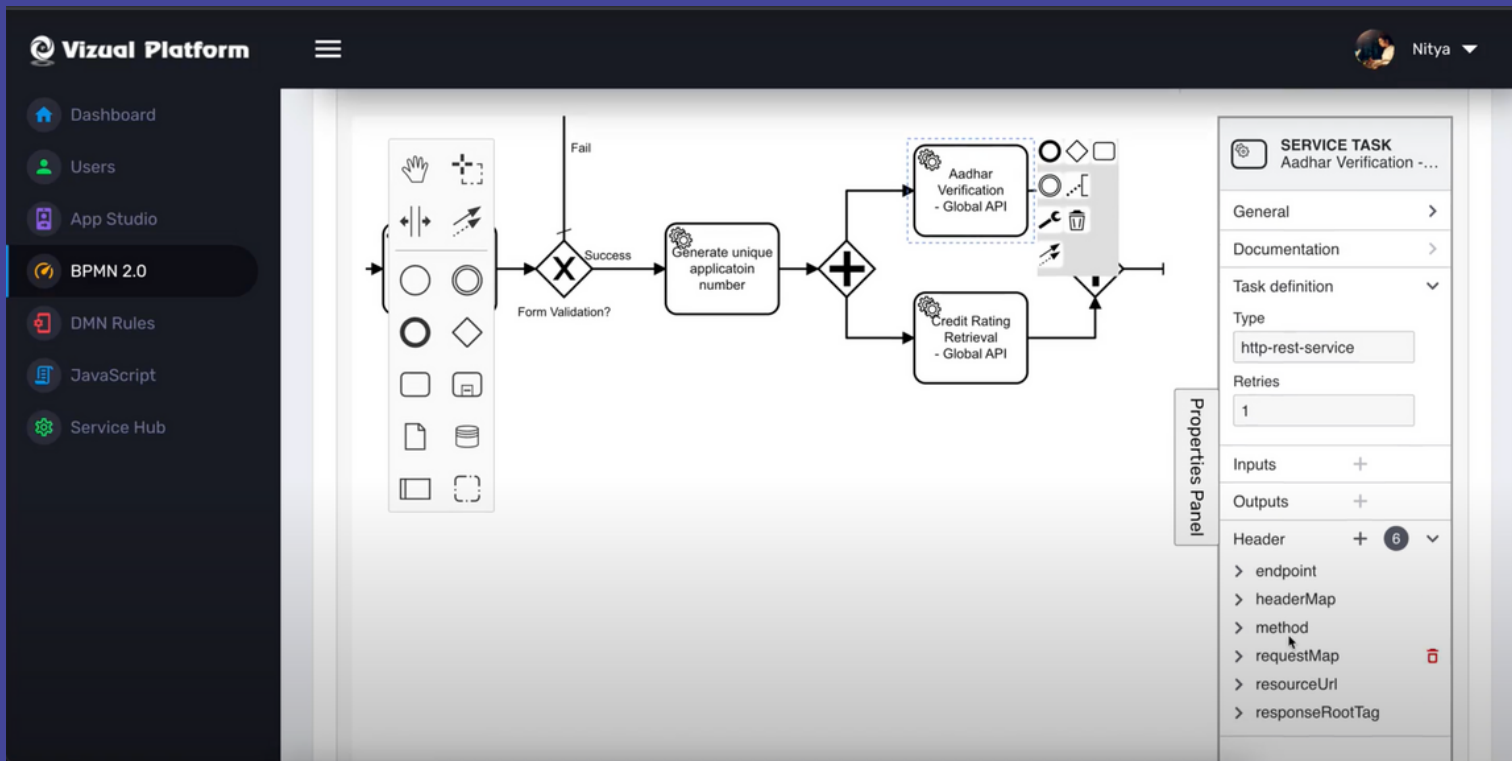 Vizual Platform
Nitya
Dashboard
Users
App Studio
BPMN 2.0
DMN Rules
JavaScript
Service Hub
Fail
Success
Form Validation?
Generate unique
applicatoin
number
Aadhar
Verification
- Global API
Credit Rating
Retrieval
- Global API
Properties Panel
SERVICE TASK
Aadhar Verification -...
General
Documentation
Task definition
Type
http-rest-service
Retries
1
Inputs
Outputs
Header
6
endpoint
headerMap
method
requestMap
resourceUrl
responseRootTag